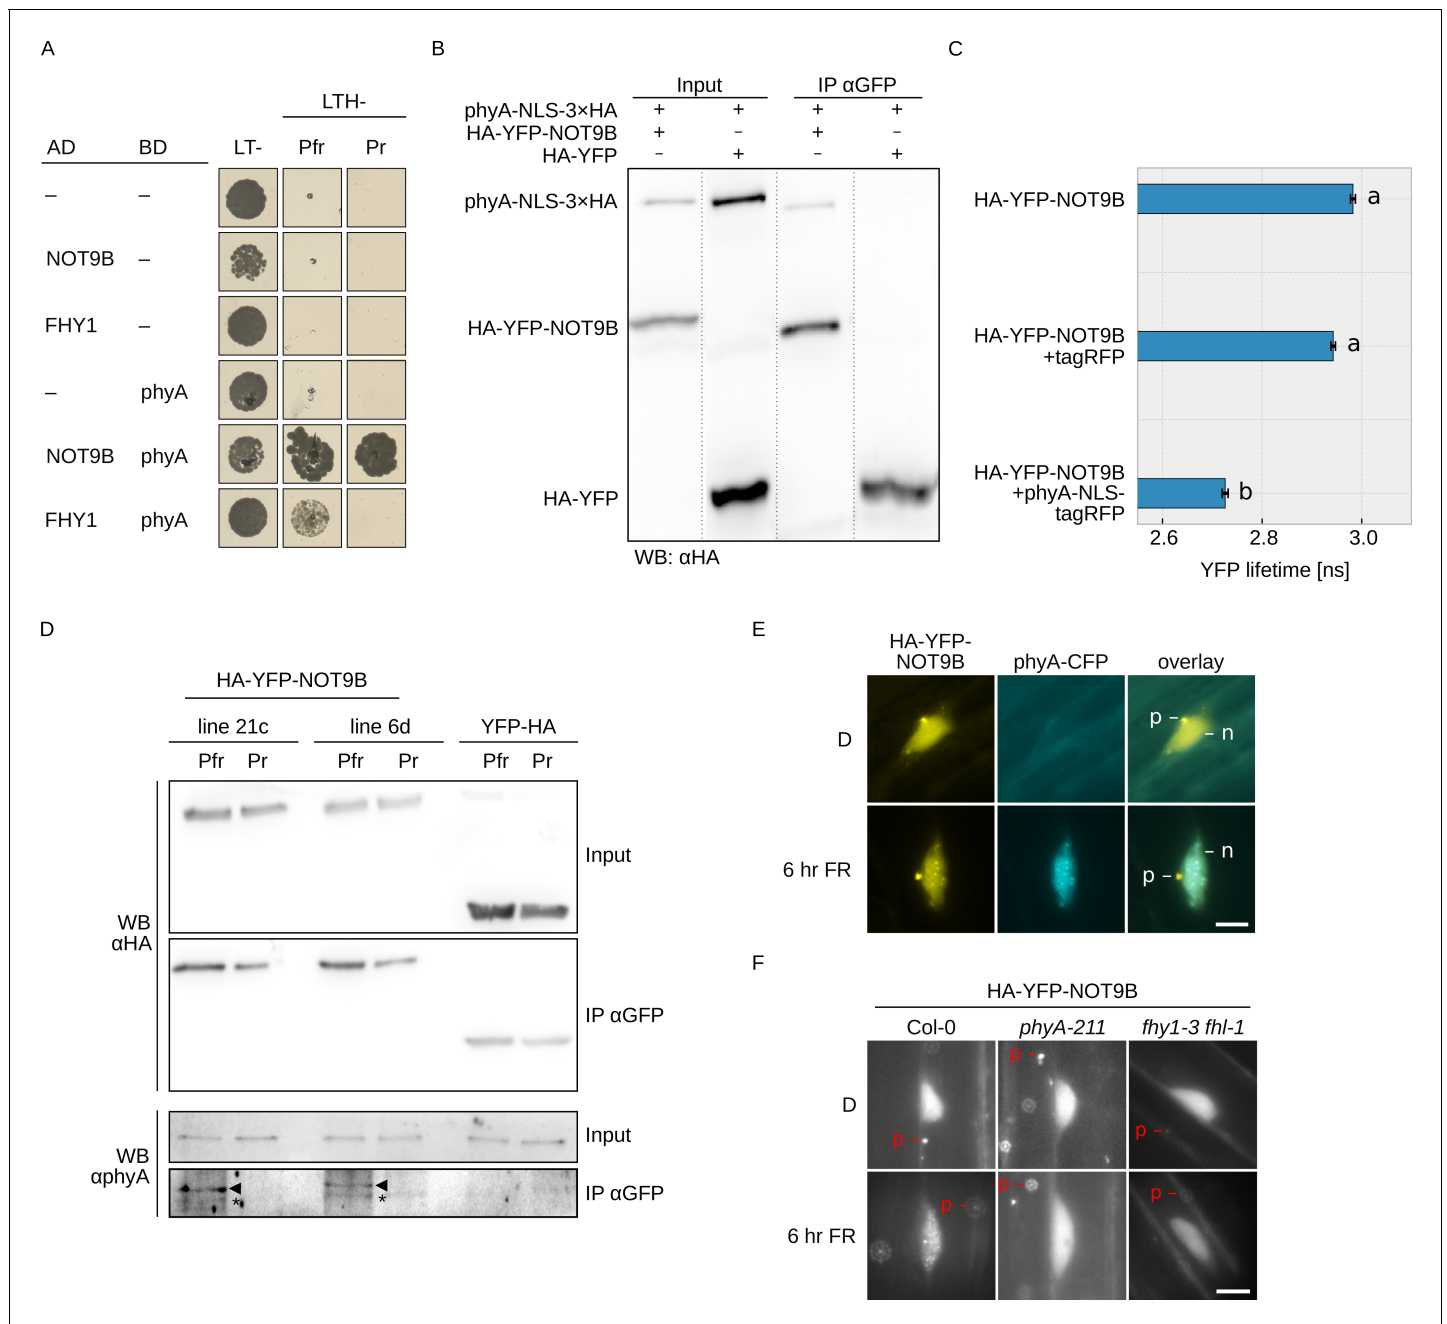 A
LTH-
AD BD LT- Pfr Pr
– –
NOT9B –
FHY1 –
– phyA
NOT9B phyA
FHY1 phyA
B
Input IP αGFP
phyA-NLS-3×HA + + + +
HA-YFP-NOT9B + – + –
HA-YFP – + – +
phyA-NLS-3×HA
HA-YFP-NOT9B
HA-YFP
WB: αHA
C
HA-YFP-NOT9B a
HA-YFP-NOT9B
+tagRFP a
HA-YFP-NOT9B
+phyA-NLS-
tagRFP b
2.6 2.8 3.0
YFP lifetime [ns]
D
HA-YFP-NOT9B
line 21c line 6d YFP-HA
Pfr Pr Pfr Pr Pfr Pr
WB
αHA
Input
IP αGFP
WB
αphyA
Input
IP αGFP
* *
E
HA-YFP-
NOT9B phyA-CFP overlay
D
p n
6 hr FR
n
p
F
HA-YFP-NOT9B
Col-0 phyA-211 fhy1-3 fhl-1
D
p p p
6 hr FR
p p p